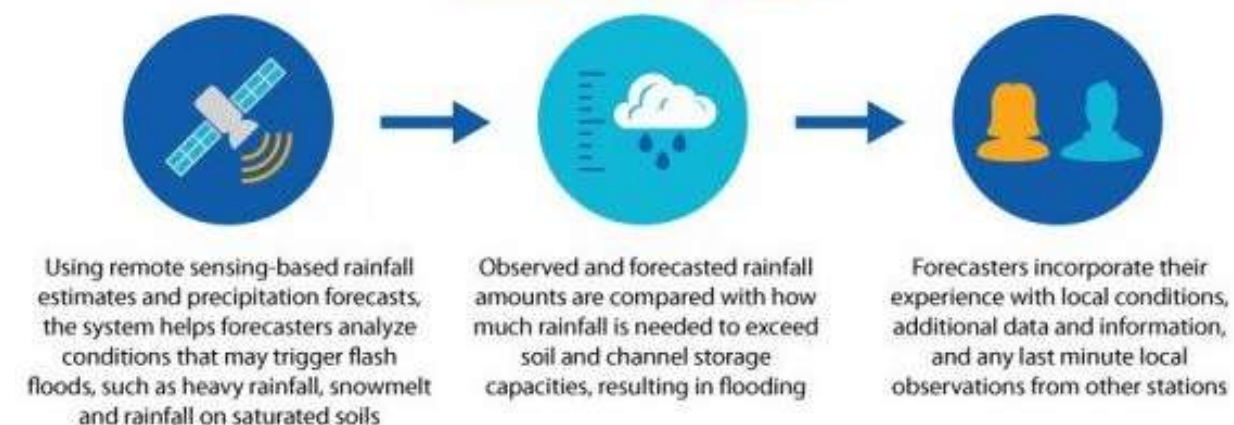 Using remote sensing-based rainfall
estimates and precipitation forecasts,
the system helps forecasters analyze
conditions that may trigger flash
floods, such as heavy rainfall, snowmelt
and rainfall on saturated soils
Observed and forecasted rainfall
amounts are compared with how
much rainfall is needed to exceed
soil and channel storage
capacities, resulting in flooding
Forecasters incorporate their
experience with local conditions,
additional data and information,
and any last minute local
observations from other stations